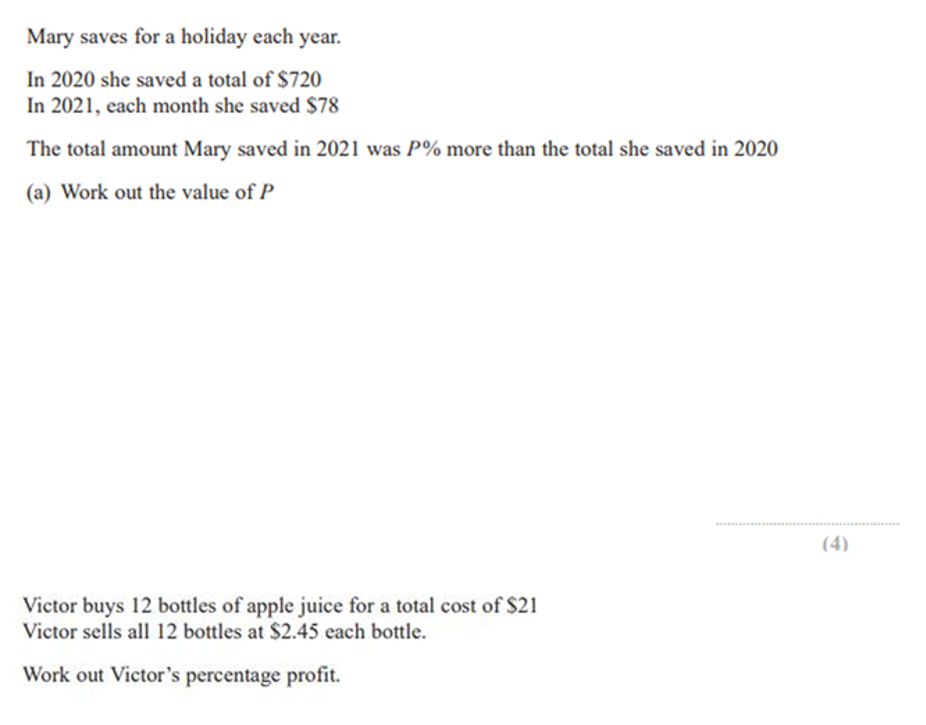 Mary saves for a holiday each year.
In 2020 she saved a total of $720
In 2021, each month she saved $78
The total amount Mary saved in 2021 was P% more than the total she saved in 2020
(a) Work out the value of P
(4)
Victor buys 12 bottles of apple juice for a total cost of $21
Victor sells all 12 bottles at $2.45 each bottle.
Work out Victor’s percentage profit.